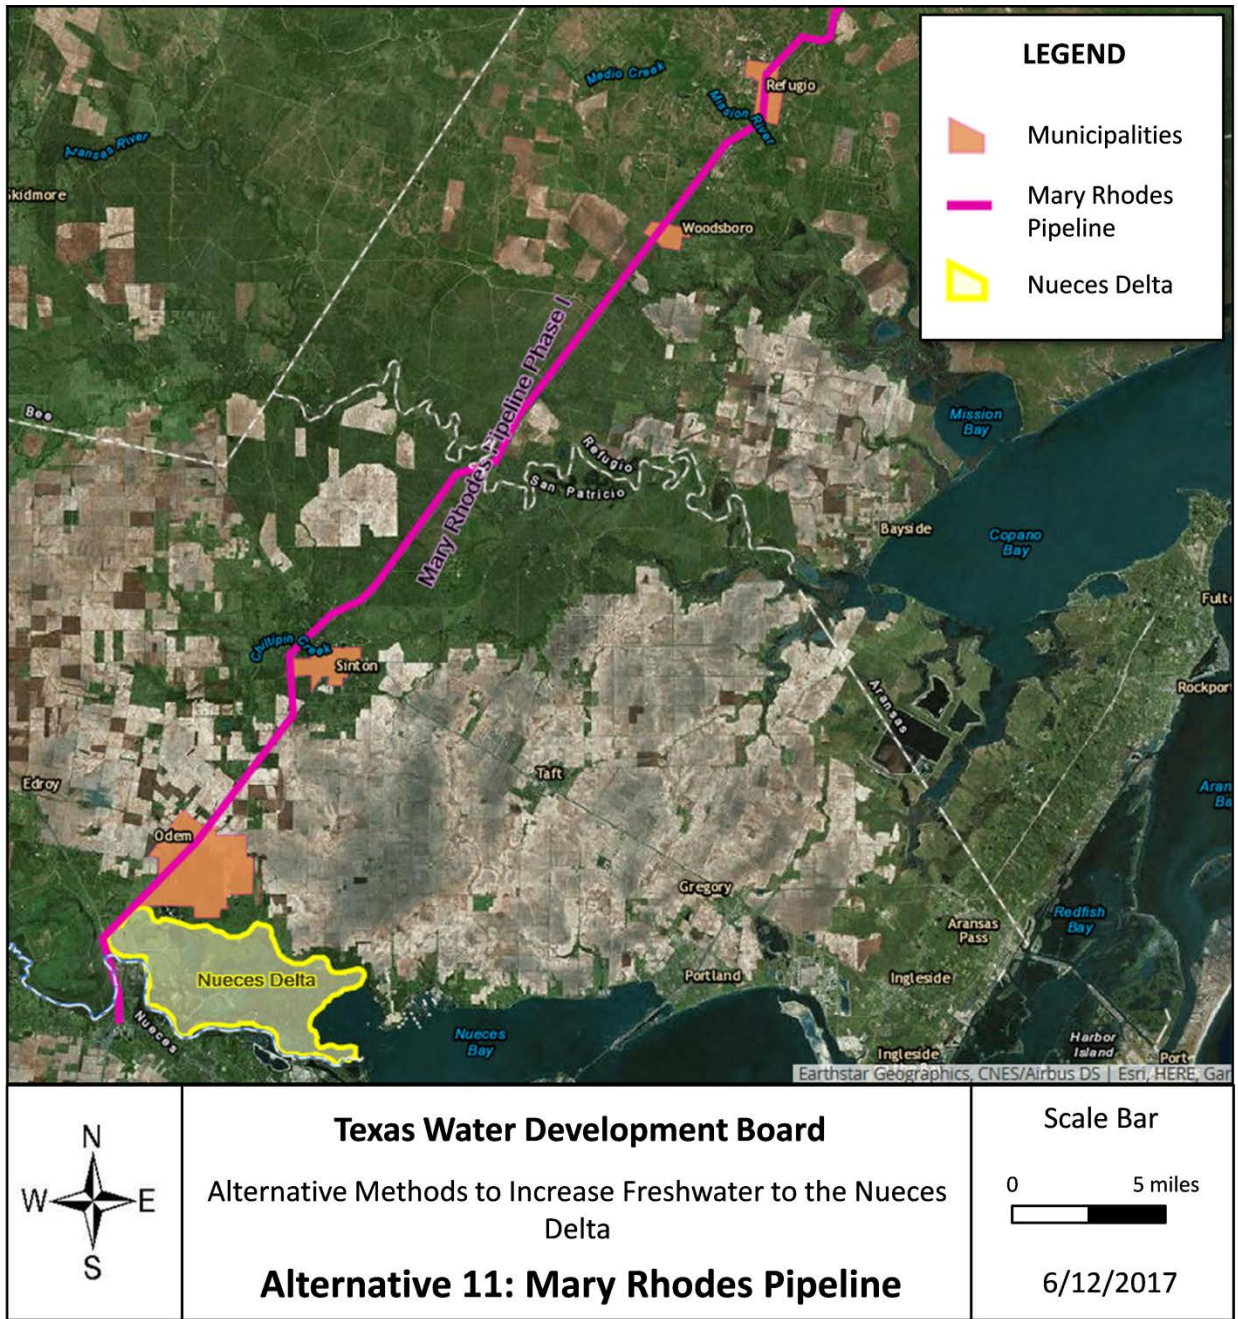 LEGEND
Municipalities
Mary Rhodes
Pipeline
Nueces Delta
Medio Creek
Refugio
Mission River
Aransas River
Skidmore
Woodsboro
Mary Rhodes Pipeline Phase I
Bee
Mission
Bay
Refugio
San Patricio
Bayside
Copano
Bay
Fult
Chiltipin Creek
Sinton
Aransas
Rockport
Edroy
Taft
Aran
Ba
Odem
Gregory
Redfish
Bay
Aransas
Pass
Nueces Delta
Portland
Ingleside
Nueces
Nueces
Bay
Harbor
Island
Ingleside
Port
Earthstar Geographics, CNES/Airbus DS | Esri, HERE, Gar
N
W
E
S
Texas Water Development Board
Alternative Methods to Increase Freshwater to the Nueces
Delta
Alternative 11: Mary Rhodes Pipeline
Scale Bar
0 5 miles
6/12/2017